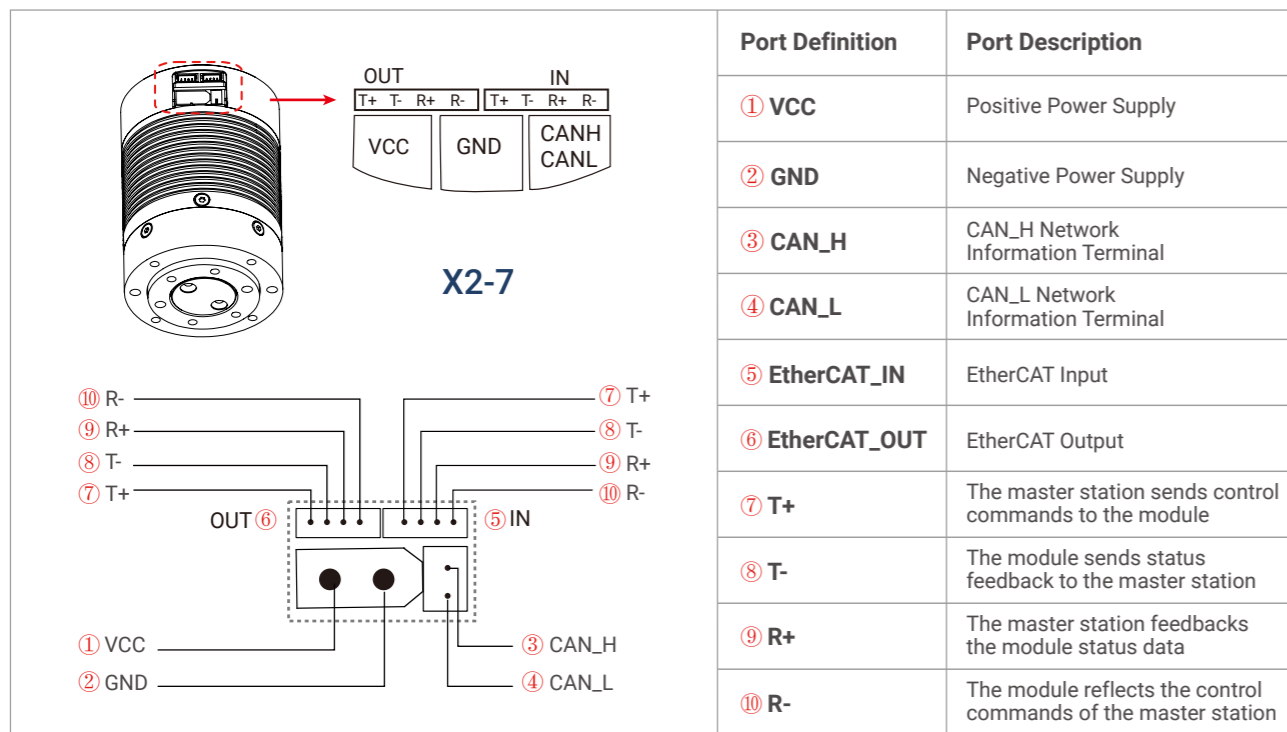 OUT IN
T+ T- R+ R- T+ T- R+ R-
VCC GND CANH
CANL
X2-7
⑩ R- ⑦ T+
⑨ R+ ⑧ T-
⑧ T- ⑨ R+
⑦ T+ ⑩ R-
OUT ⑥ ⑤ IN
① VCC ③ CAN_H
② GND ④ CAN_L
Port Definition Port Description
① VCC Positive Power Supply
② GND Negative Power Supply
③ CAN_H CAN_H Network
Information Terminal
④ CAN_L CAN_L Network
Information Terminal
⑤ EtherCAT_IN EtherCAT Input
⑥ EtherCAT_OUT EtherCAT Output
⑦ T+ The master station sends control
commands to the module
⑧ T- The module sends status
feedback to the master station
⑨ R+ The master station feedbacks
the module status data
⑩ R- The module reflects the control
commands of the master station